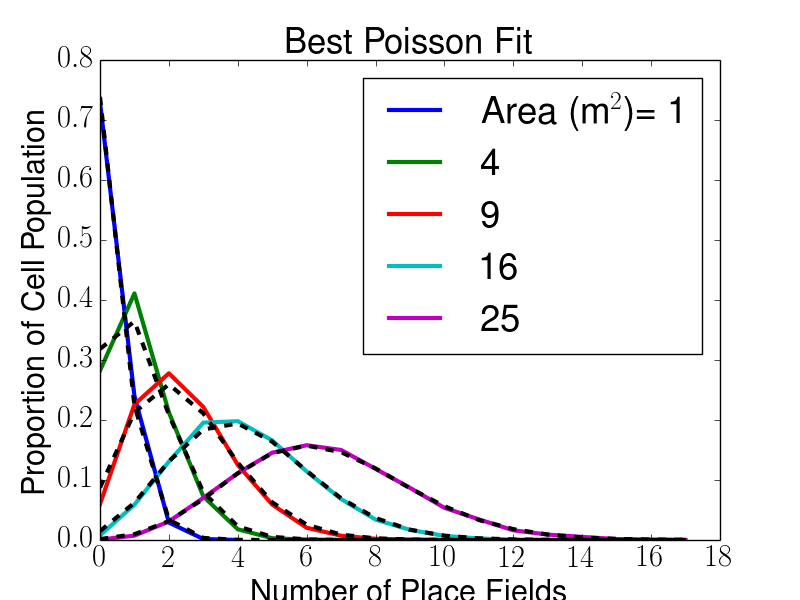 Best Poisson Fit
Proportion of Cell Population
0.8
0.7
0.6
0.5
0.4
0.3
0.2
0.1
0.0
Area (m²)= 1
4
9
16
25
0 2 4 6 8 10 12 14 16 18
Number of Place Fields